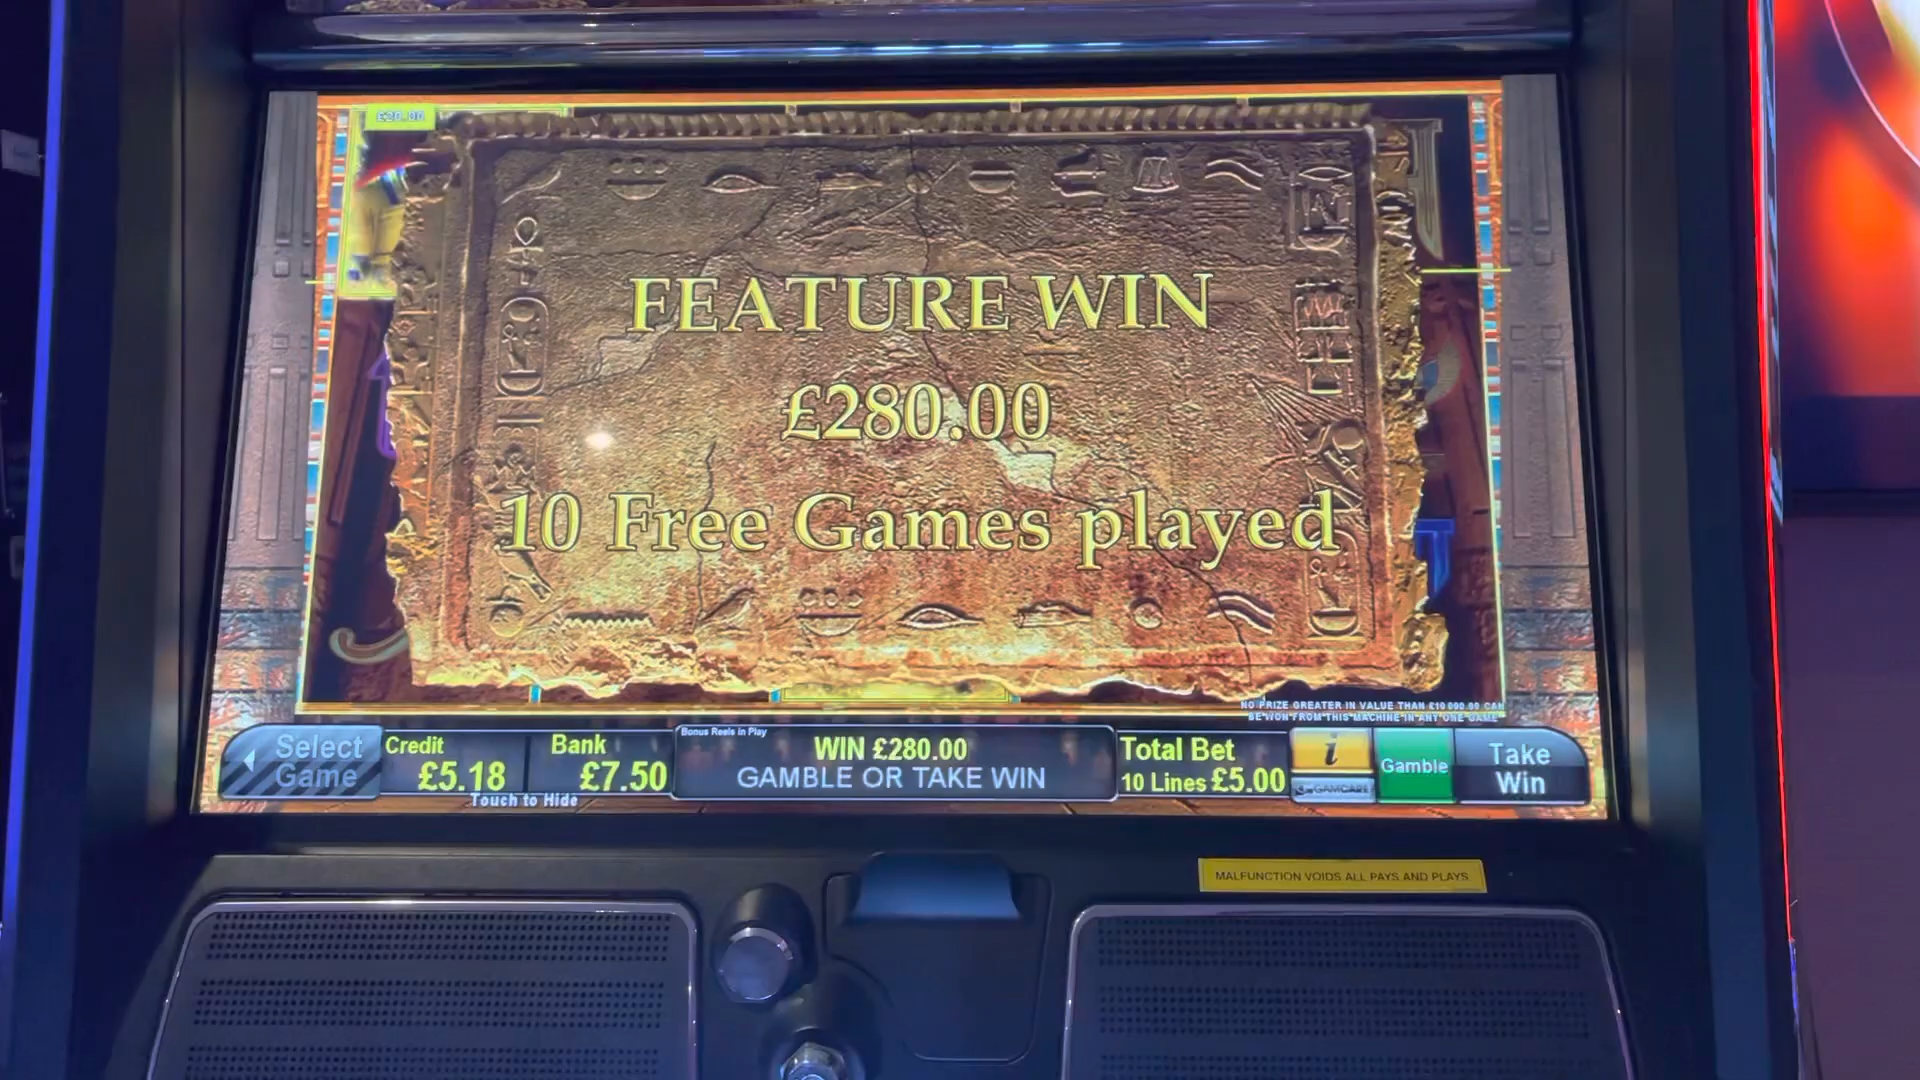 £20.00
FEATURE WIN
£280.00
10 Free Games played
NO PRIZE GREATER IN VALUE THAN £10 000.00 CAN
BE WON FROM THIS MACHINE IN ANY ONE GAME
Select
Game
Credit
£5.18
Bank
£7.50
Touch to Hide
Bonus Reels in Play
WIN £280.00
GAMBLE OR TAKE WIN
Total Bet
10 Lines £5.00
i
GAMCARE
Gamble
Take
Win
MALFUNCTION VOIDS ALL PAYS AND PLAYS